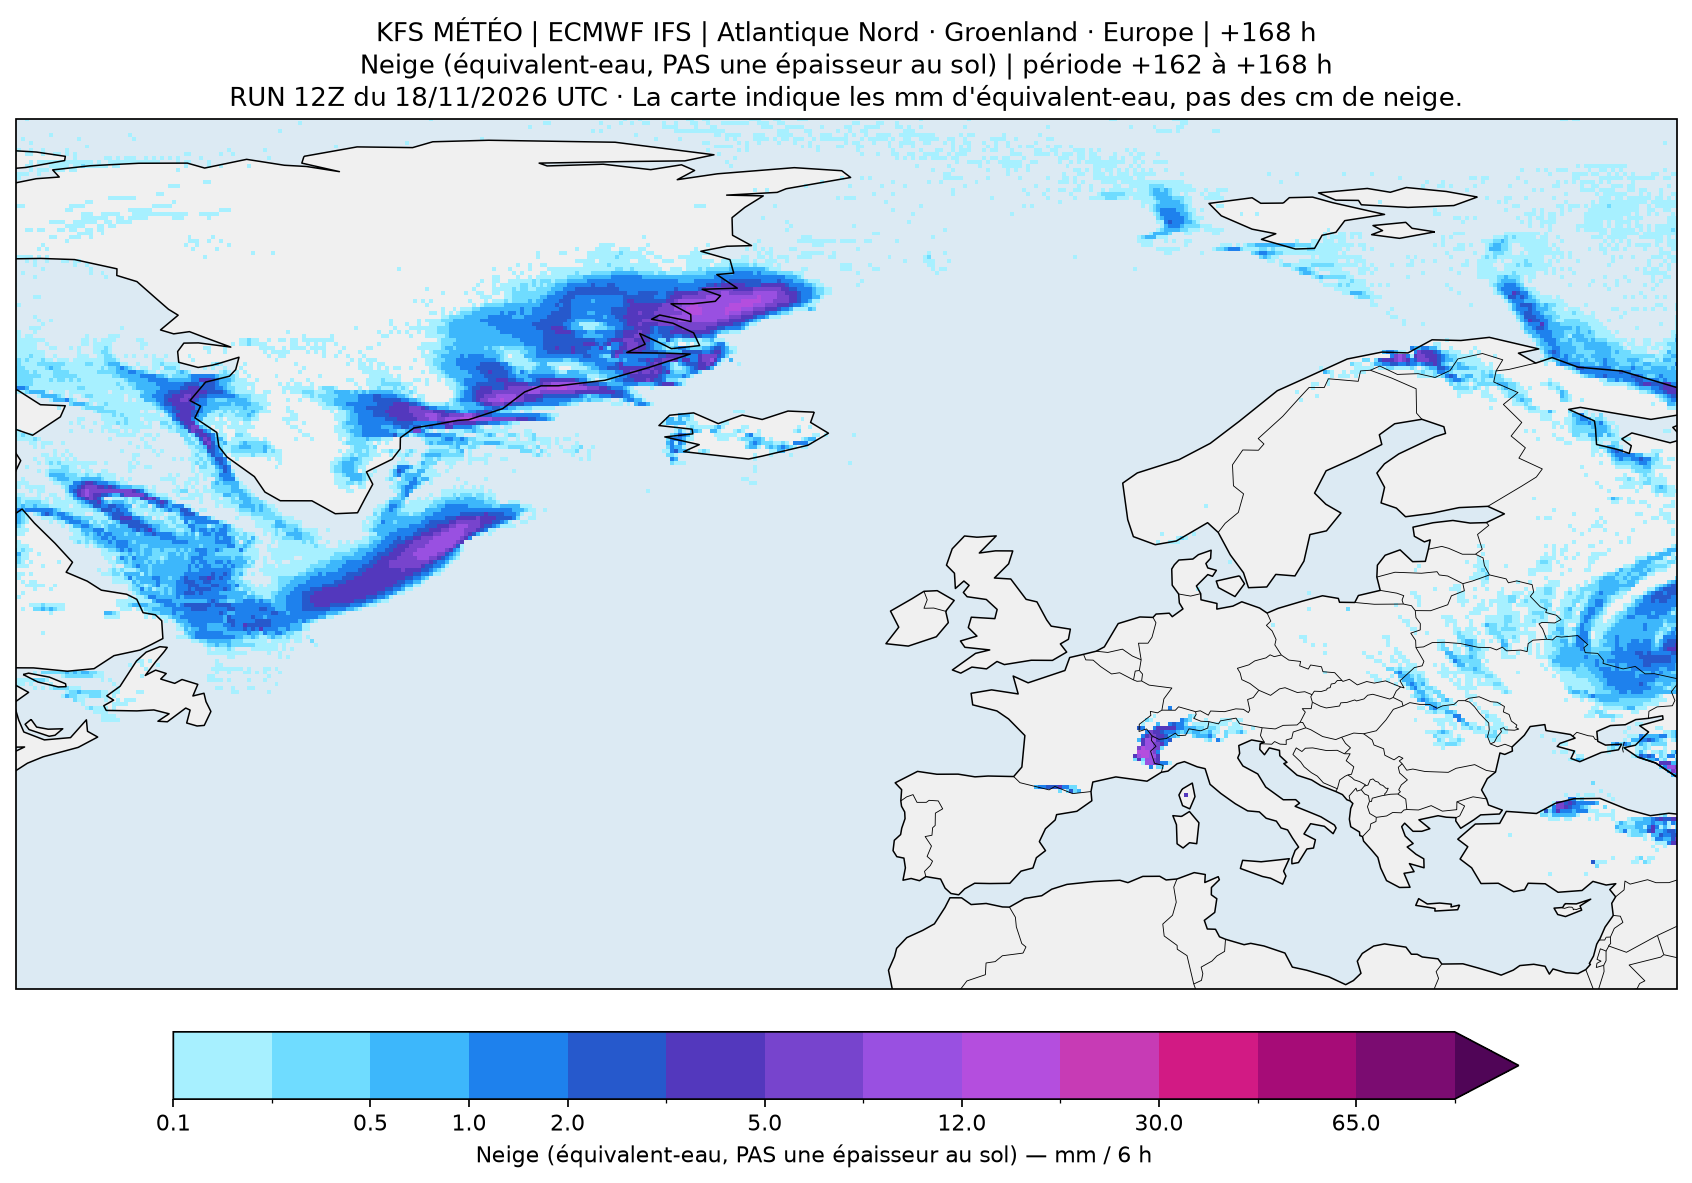 KFS MÉTÉO | ECMWF IFS | Atlantique Nord · Groenland · Europe | +168 h
Neige (équivalent-eau, PAS une épaisseur au sol) | période +162 à +168 h
RUN 12Z du 18/11/2026 UTC · La carte indique les mm d'équivalent-eau, pas des cm de neige.
0.1 0.5 1.0 2.0 5.0 12.0 30.0 65.0
Neige (équivalent-eau, PAS une épaisseur au sol) — mm / 6 h